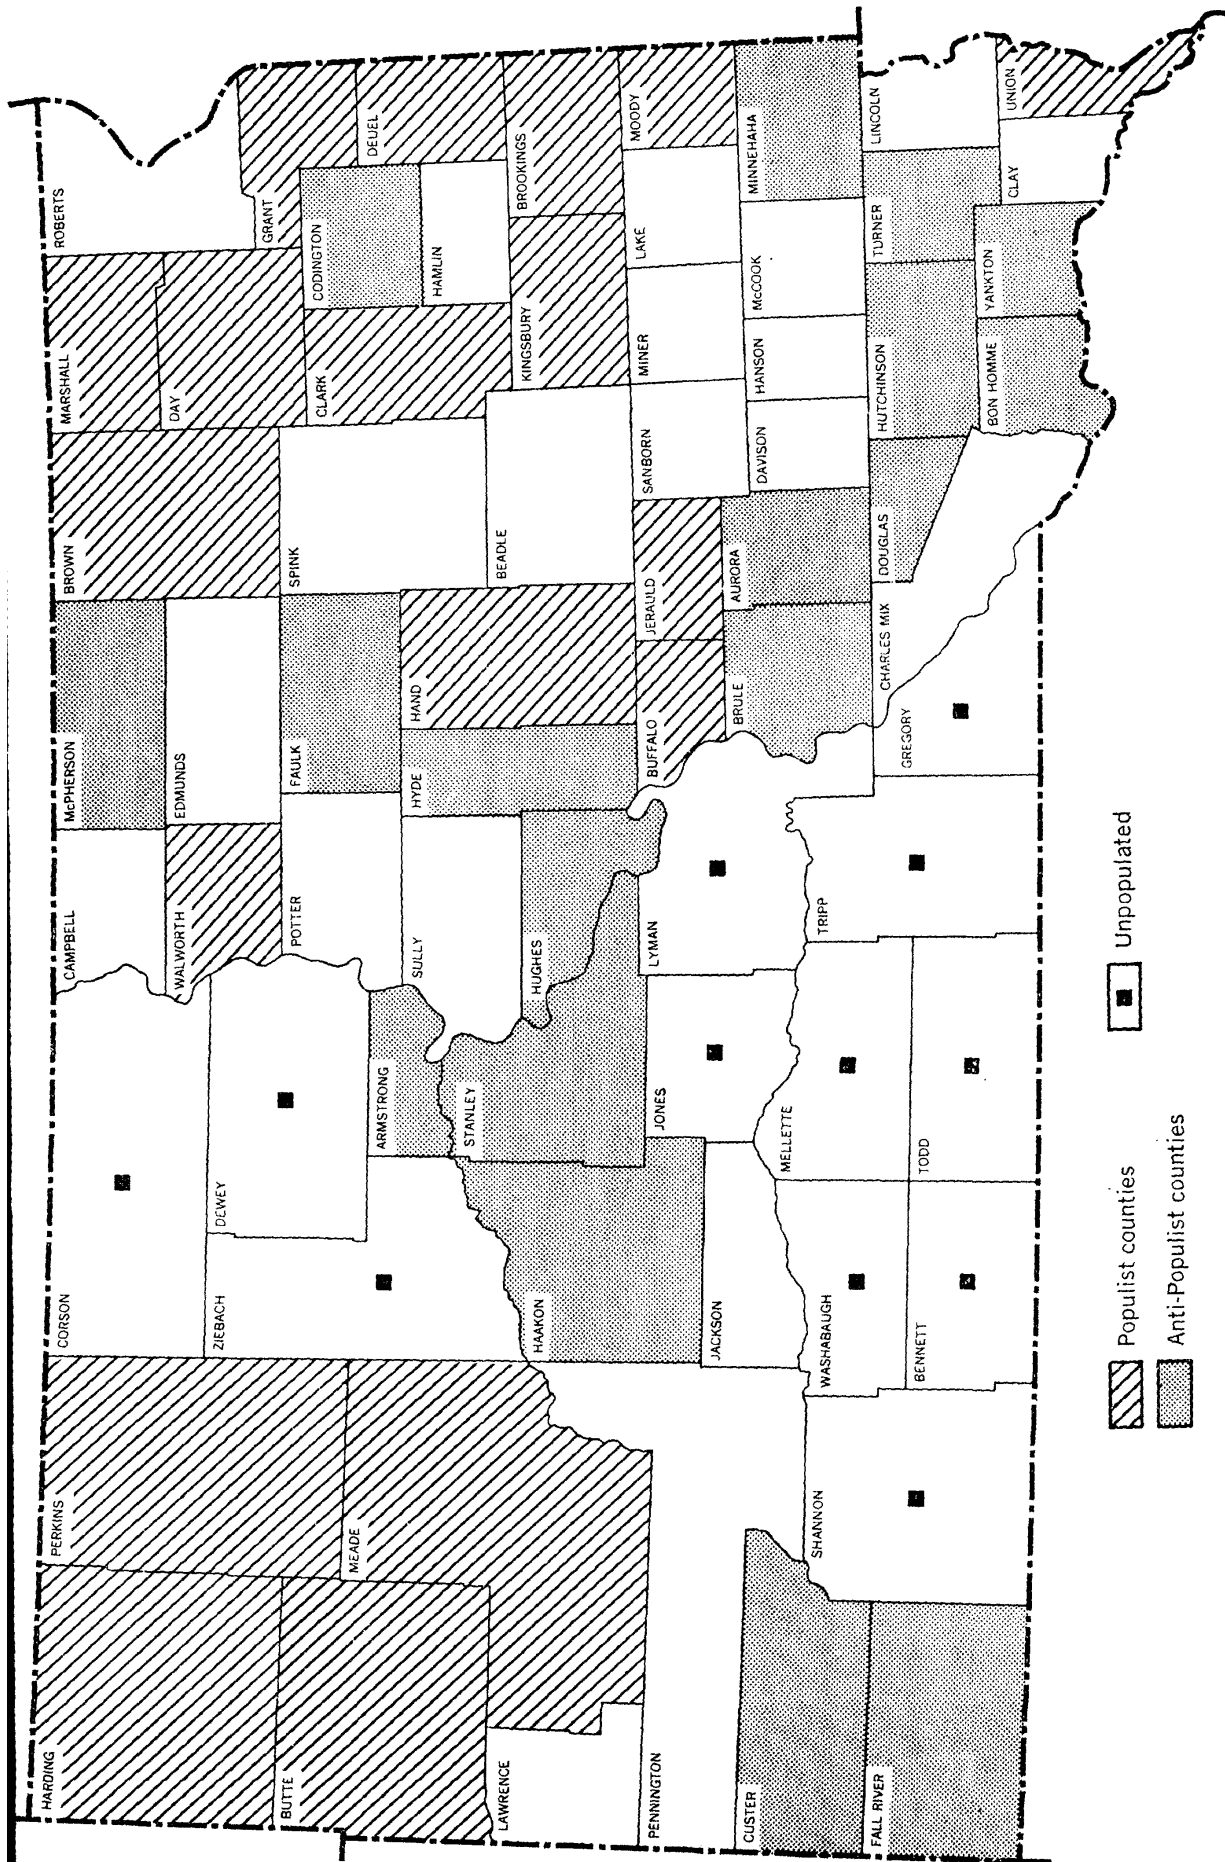 HARDING
PERKINS
CORSON
CAMPBELL
McPHERSON
BROWN
MARSHALL
ROBERTS
DAY
WALWORTH
EDMUNDS
ZIEBACH
DEWEY
GRANT
BUTTE
MEADE
POTTER
FAULK
SPINK
CLARK
CODINGTON
DEUEL
ARMSTRONG
SULLY
HYDE
HAND
HAMLIN
STANLEY
LAWRENCE
HAAKON
HUGHES
BEADLE
KINGSBURY
BROOKINGS
PENNINGTON
JONES
LYMAN
BUFFALO
JERAULD
SANBORN
MINER
LAKE
MOODY
JACKSON
CUSTER
BRULE
AURORA
DAVISON
HANSON
McCOOK
MINNEHAHA
SHANNON
WASHABAUGH
MELLETTE
TRIPP
FALL RIVER
CHARLES MIX
DOUGLAS
HUTCHINSON
TURNER
LINCOLN
BENNETT
TODD
GREGORY
BON HOMME
YANKTON
CLAY
UNION
Populist counties
Unpopulated
Anti-Populist counties